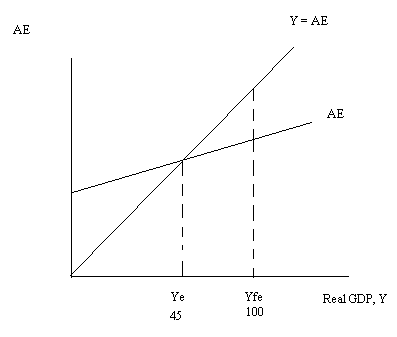 Y = AE
AE
AE
Ye
Yfe
Real GDP, Y
45
100